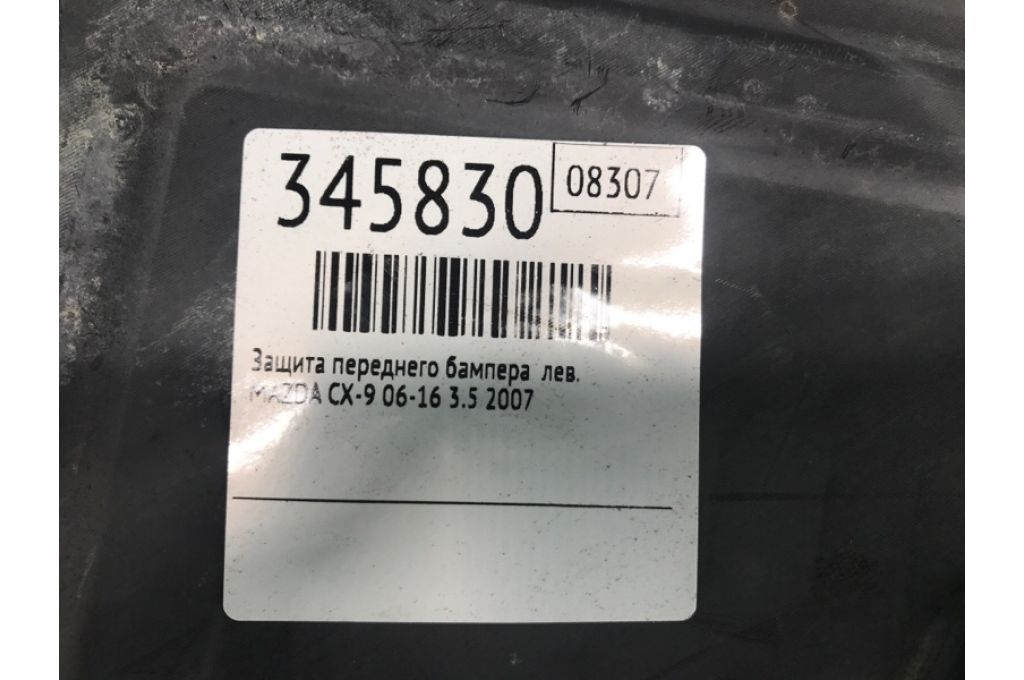 345830
08307
Защита переднего бампера лев.
MAZDA CX-9 06-16 3.5 2007